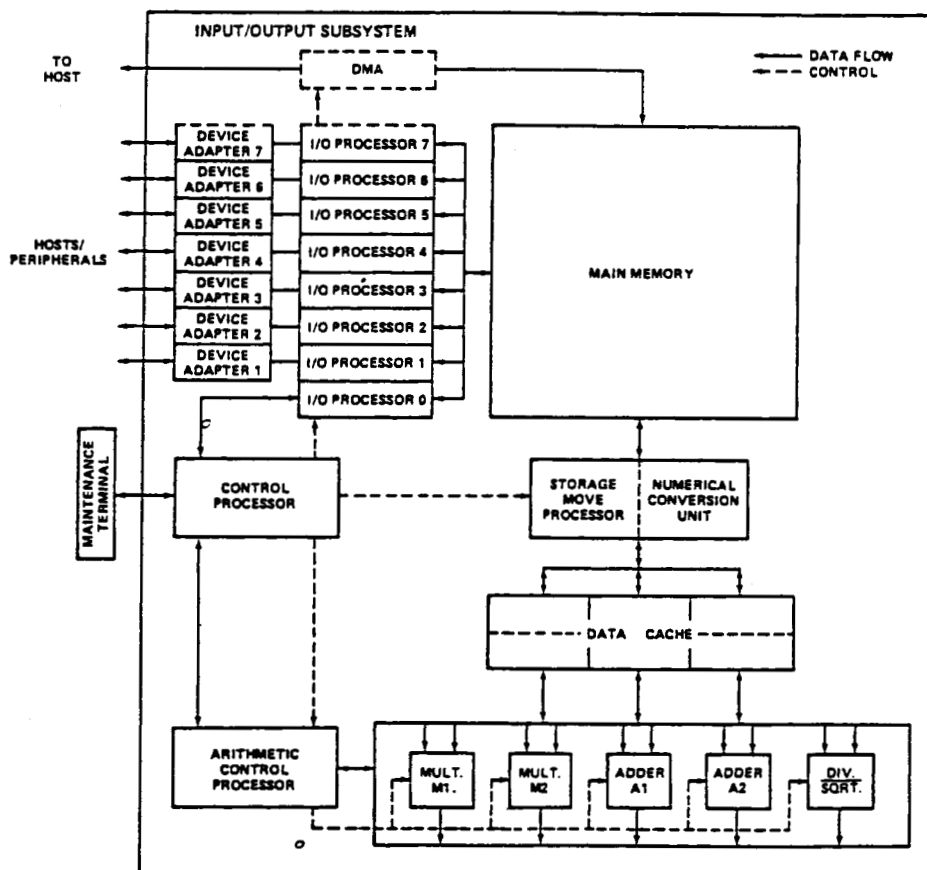 INPUT/OUTPUT SUBSYSTEM
TO
HOST
DMA
DATA FLOW
CONTROL
DEVICE
ADAPTER 7
I/O PROCESSOR 7
DEVICE
ADAPTER 6
I/O PROCESSOR 6
DEVICE
ADAPTER 5
I/O PROCESSOR 5
HOSTS/
PERIPHERALS
DEVICE
ADAPTER 4
I/O PROCESSOR 4
MAIN MEMORY
DEVICE
ADAPTER 3
I/O PROCESSOR 3
DEVICE
ADAPTER 2
I/O PROCESSOR 2
DEVICE
ADAPTER 1
I/O PROCESSOR 1
I/O PROCESSOR 0
MAINTENANCE
TERMINAL
CONTROL
PROCESSOR
STORAGE
MOVE
PROCESSOR
NUMERICAL
CONVERSION
UNIT
DATA CACHE
ARITHMETIC
CONTROL
PROCESSOR
MULT.
M1.
MULT.
M2
ADDER
A1
ADDER
A2
DIV.
SQRT.